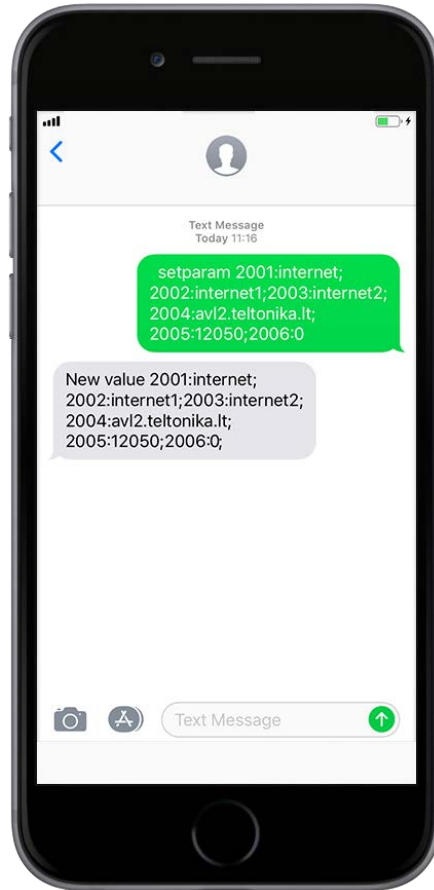 Text Message
Today 11:16
setparam 2001:internet;
2002:internet1;2003:internet2;
2004:avl2.teltonika.lt;
2005:12050;2006:0
New value 2001:internet;
2002:internet1;2003:internet2;
2004:avl2.teltonika.lt;
2005:12050;2006:0;
Text Message